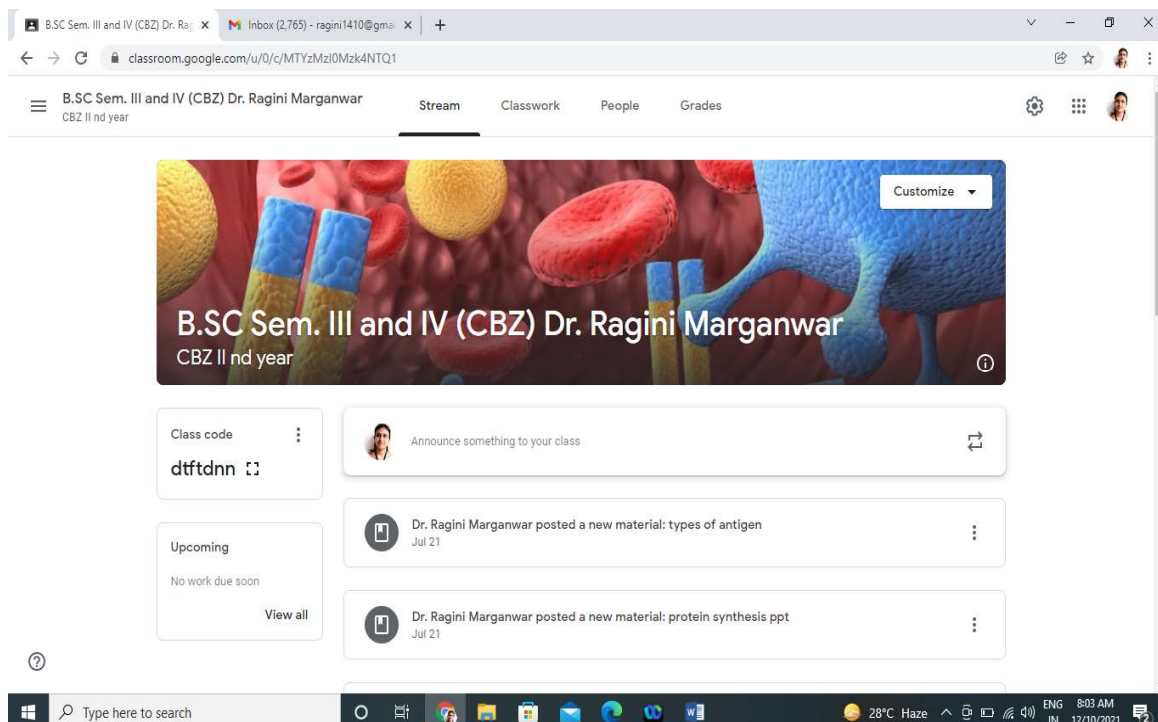 B.SC Sem. III and IV (CBZ) Dr. Rag
Inbox (2,765) - ragini1410@gma
classroom.google.com/u/0/c/MTYzMzI0Mzk4NTQ1
B.SC Sem. III and IV (CBZ) Dr. Ragini Marganwar
CBZ II nd year
Stream Classwork People Grades
Customize
B.SC Sem. III and IV (CBZ) Dr. Ragini Marganwar
CBZ II nd year
Class code
dtftdnn
Announce something to your class
Upcoming
No work due soon
View all
Dr. Ragini Marganwar posted a new material: types of antigen
Jul 21
Dr. Ragini Marganwar posted a new material: protein synthesis ppt
Jul 21
Type here to search
28°C Haze
ENG
IN
8:03 AM
12/10/2021
2